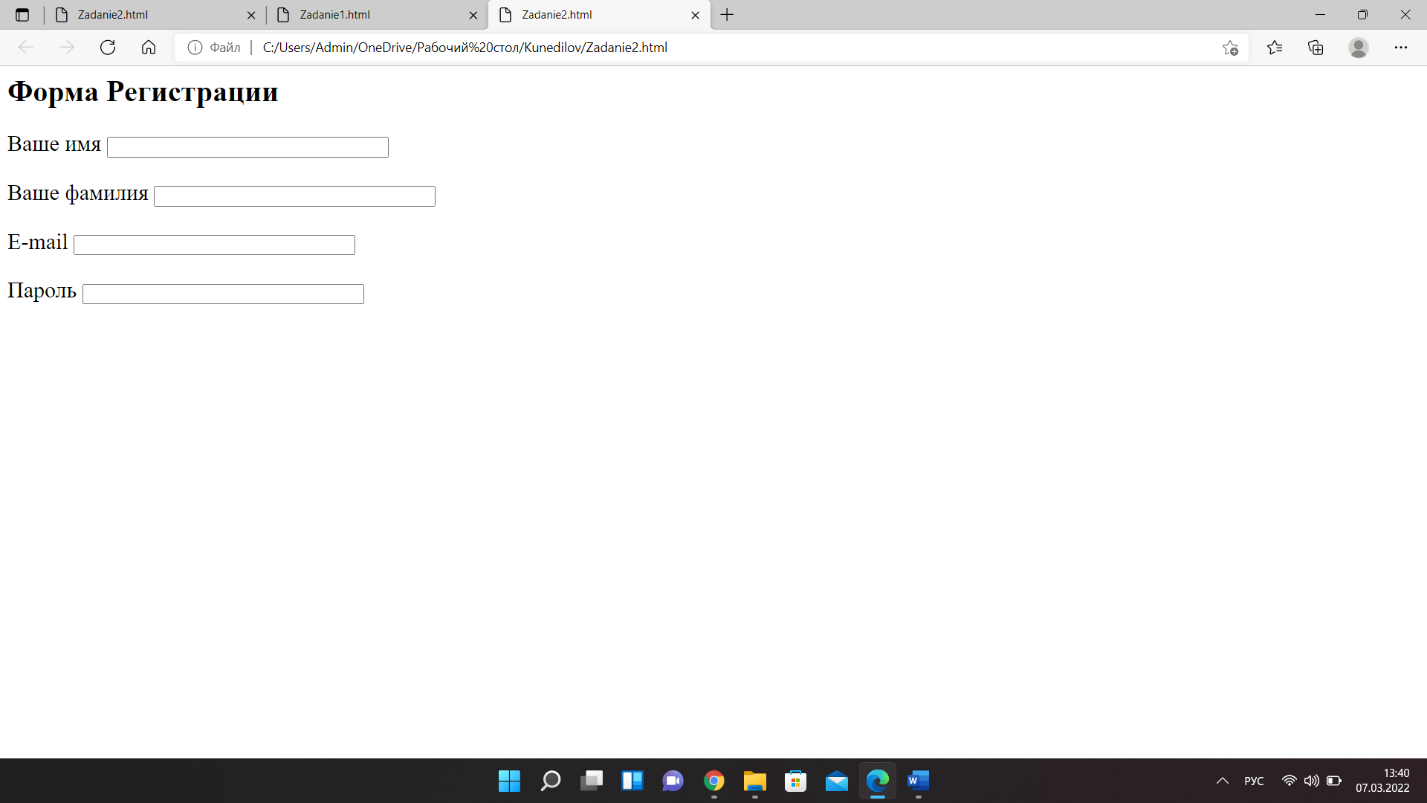 Zadanie2.html
Zadanie1.html
Zadanie2.html
Файл
C:/Users/Admin/OneDrive/Рабочий%20стол/Kunedilov/Zadanie2.html
Форма Регистрации
Ваше имя
Ваше фамилия
E-mail
Пароль
РУС
13:40
07.03.2022